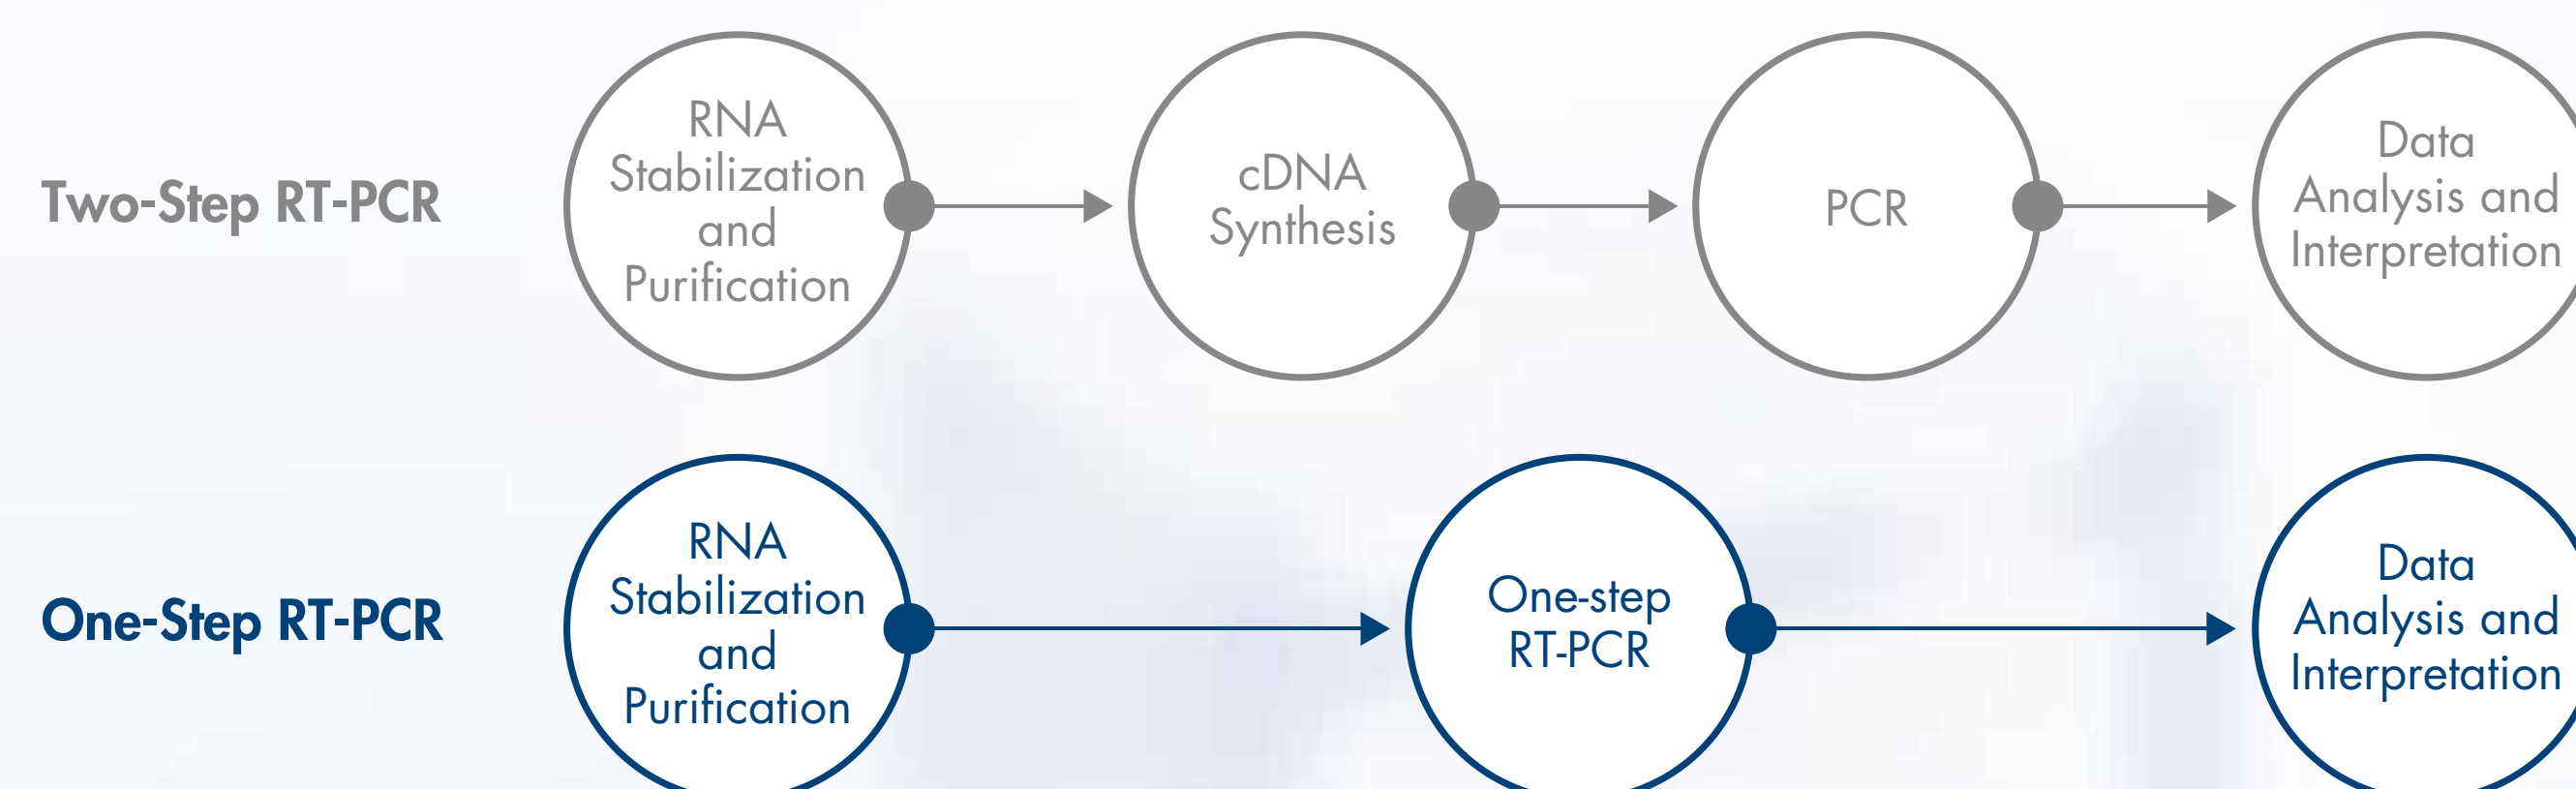 Two-Step RT-PCR
RNA
Stabilization
and
Purification
cDNA
Synthesis
PCR
Data
Analysis and
Interpretation
One-Step RT-PCR
RNA
Stabilization
and
Purification
One-step
RT-PCR
Data
Analysis and
Interpretation